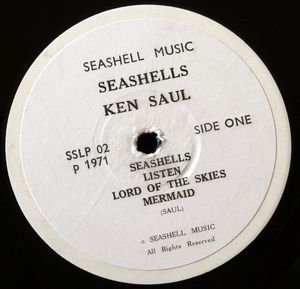 SEASHELL MUSIC
SEASHELLS
KEN SAUL
SSLP 02
P 1971
SIDE ONE
SEASHELLS
LISTEN
LORD OF THE SKIES
MERMAID
(SAUL)
c SEASHELL MUSIC
All Rights Reserved